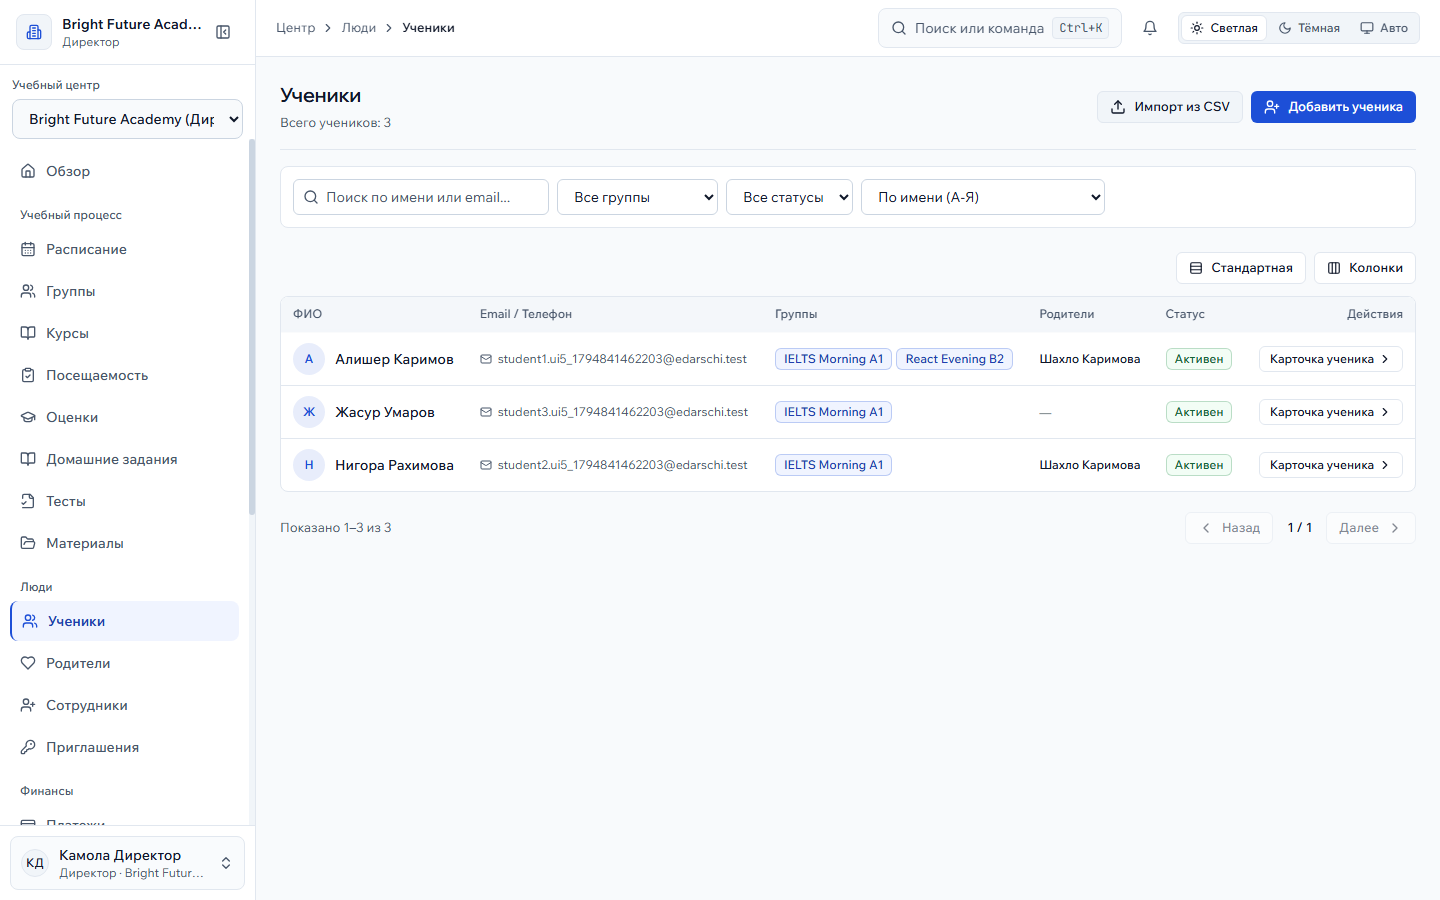 Bright Future Acad...
Директор
Учебный центр
Bright Future Academy (Дир
Обзор
Учебный процесс
Расписание
Группы
Курсы
Посещаемость
Оценки
Домашние задания
Тесты
Материалы
Люди
Ученики
Родители
Сотрудники
Приглашения
Финансы
Платежи
КД
Камола Директор
Директор · Bright Futur...
Центр > Люди > Ученики
Поиск или команда Ctrl+K
Светлая Тёмная Авто
Ученики
Всего учеников: 3
Импорт из CSV
Добавить ученика
Поиск по имени или email...
Все группы
Все статусы
По имени (А-Я)
Стандартная
Колонки
ФИО Email / Телефон Группы Родители Статус Действия
А Алишер Каримов student1.ui5_1794841462203@edarschi.test IELTS Morning A1 React Evening B2 Шахло Каримова Активен Карточка ученика
Ж Жасур Умаров student3.ui5_1794841462203@edarschi.test IELTS Morning A1 — Активен Карточка ученика
Н Нигора Рахимова student2.ui5_1794841462203@edarschi.test IELTS Morning A1 Шахло Каримова Активен Карточка ученика
Показано 1–3 из 3
Назад 1 / 1 Далее